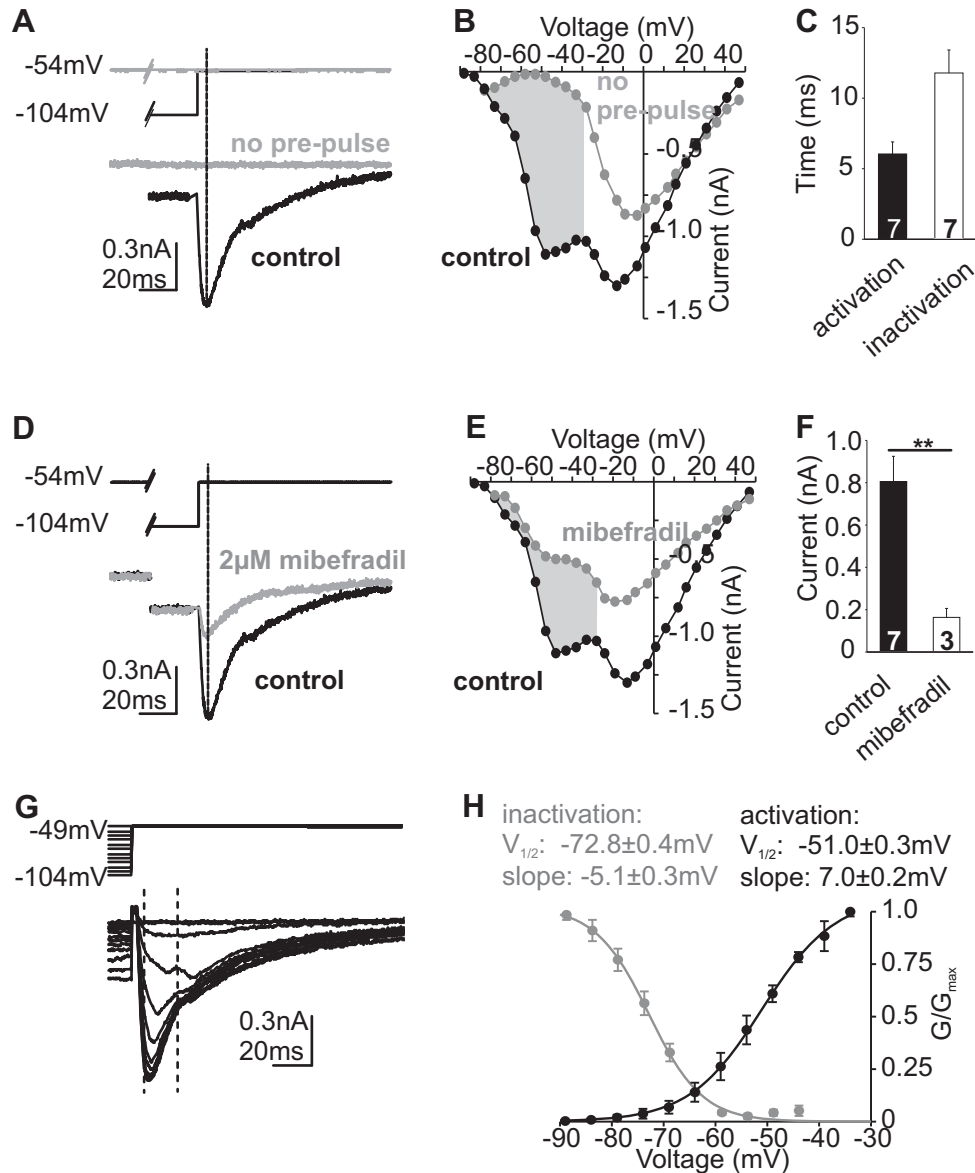 A
-54mV
-104mV
no pre-pulse
0.3nA
20ms
control
B
Voltage (mV)
-80 -60 -40 -20 0 20 40
no
pre-pulse
-0.5
-1.0
-1.5
Current (nA)
control
C
15
10
5
0
Time (ms)
7
7
activation
inactivation
D
-54mV
-104mV
2µM mibefradil
0.3nA
20ms
control
E
Voltage (mV)
-80 -60 -40 -20 0 20 40
mibefradil
-0.5
-1.0
-1.5
Current (nA)
control
F
1.0
0.8
0.6
0.4
0.2
0
Current (nA)
**
7
3
control
mibefradil
G
-49mV
-104mV
0.3nA
20ms
H
inactivation:
V1/2: -72.8±0.4mV
slope: -5.1±0.3mV
activation:
V1/2: -51.0±0.3mV
slope: 7.0±0.2mV
1.0
0.75
0.5
0.25
0
G/Gmax
-90 -80 -70 -60 -50 -40 -30
Voltage (mV)